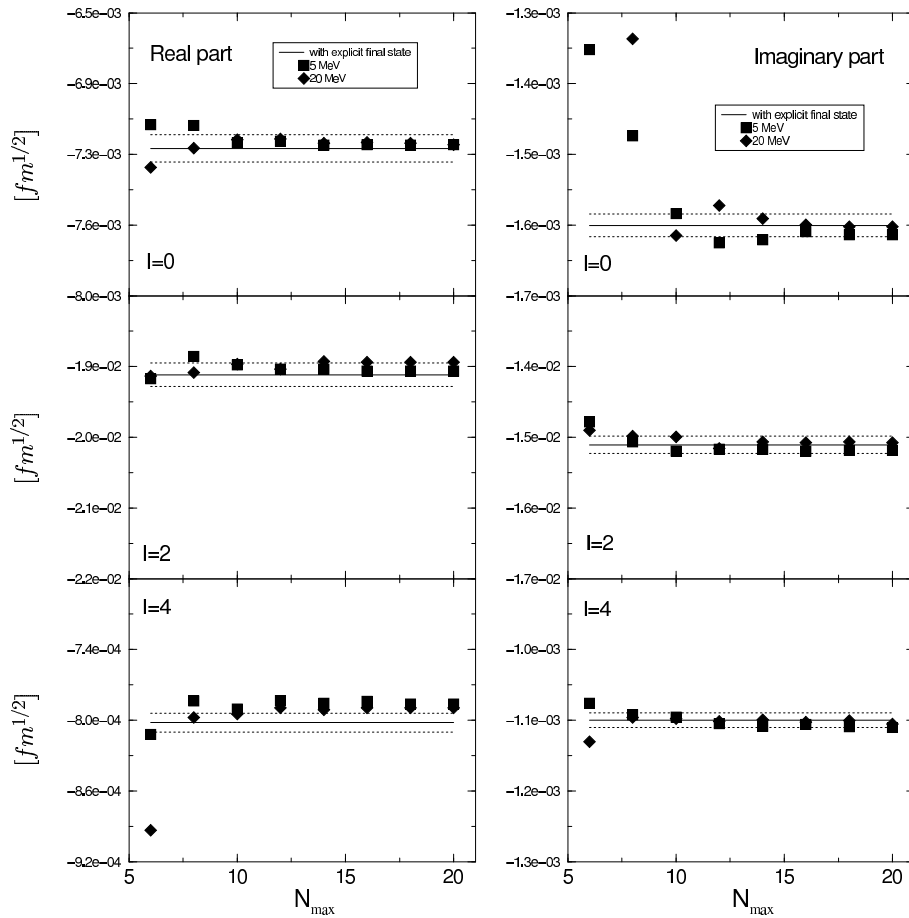 Real part
with explicit final state
5 MeV
20 MeV
−6.5e−03
−6.9e−03
−7.3e−03
−7.6e−03
−8.0e−03
[fm^{1/2}]
l=0
Imaginary part
with explicit final state
5 MeV
20 MeV
−1.3e−03
−1.4e−03
−1.5e−03
−1.6e−03
−1.7e−03
l=0
−1.9e−02
−2.0e−02
−2.1e−02
−2.2e−02
[fm^{1/2}]
l=2
−1.4e−02
−1.5e−02
−1.6e−02
−1.7e−02
l=2
l=4
−7.4e−04
−8.0e−04
−8.6e−04
−9.2e−04
[fm^{1/2}]
5 10 15 20
N_{max}
l=4
−1.0e−03
−1.1e−03
−1.2e−03
−1.3e−03
5 10 15 20
N_{max}